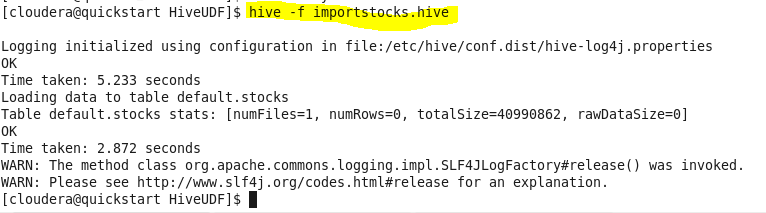 [cloudera@quickstart HiveUDF]$ hive -f importstocks.hive
Logging initialized using configuration in file:/etc/hive/conf.dist/hive-log4j.properties
OK
Time taken: 5.233 seconds
Loading data to table default.stocks
Table default.stocks stats: [numFiles=1, numRows=0, totalSize=40990862, rawDataSize=0]
OK
Time taken: 2.872 seconds
WARN: The method class org.apache.commons.logging.impl.SLF4JLogFactory#release() was invoked.
WARN: Please see http://www.slf4j.org/codes.html#release for an explanation.
[cloudera@quickstart HiveUDF]$